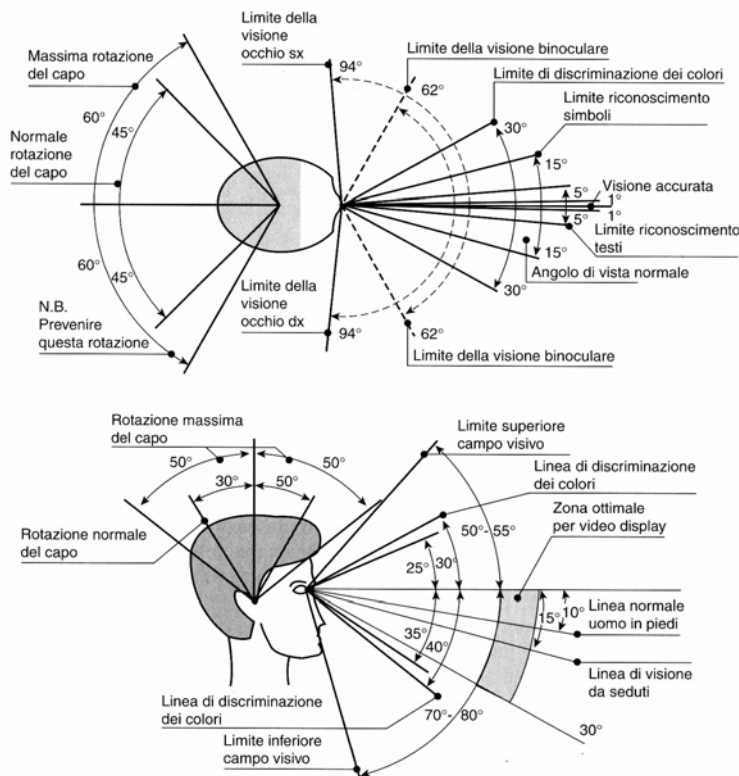 Limite della
visione
occhio sx
94°
Limite della visione binoculare
62°
Massima rotazione
del capo
Limite di discriminazione dei colori
Limite riconoscimento
simboli
60°
45°
30°
15°
Normale
rotazione
del capo
5°
1°
Visione accurata
1°
5°
Limite riconoscimento
testi
60°
45°
15°
30°
Angolo di vista normale
Limite della
visione
occhio dx
94°
62°
N.B.
Prevenire
questa rotazione
Limite della visione binoculare
Rotazione massima
del capo
50°
50°
30°
50°
Rotazione normale
del capo
Limite superiore
campo visivo
Linea di discriminazione
dei colori
50°- 55°
Zona ottimale
per video display
25°
30°
35°
40°
15°
10°
Linea normale
uomo in piedi
Linea di visione
da seduti
30°
Linea di discriminazione
dei colori
70°- 80°
Limite inferiore
campo visivo